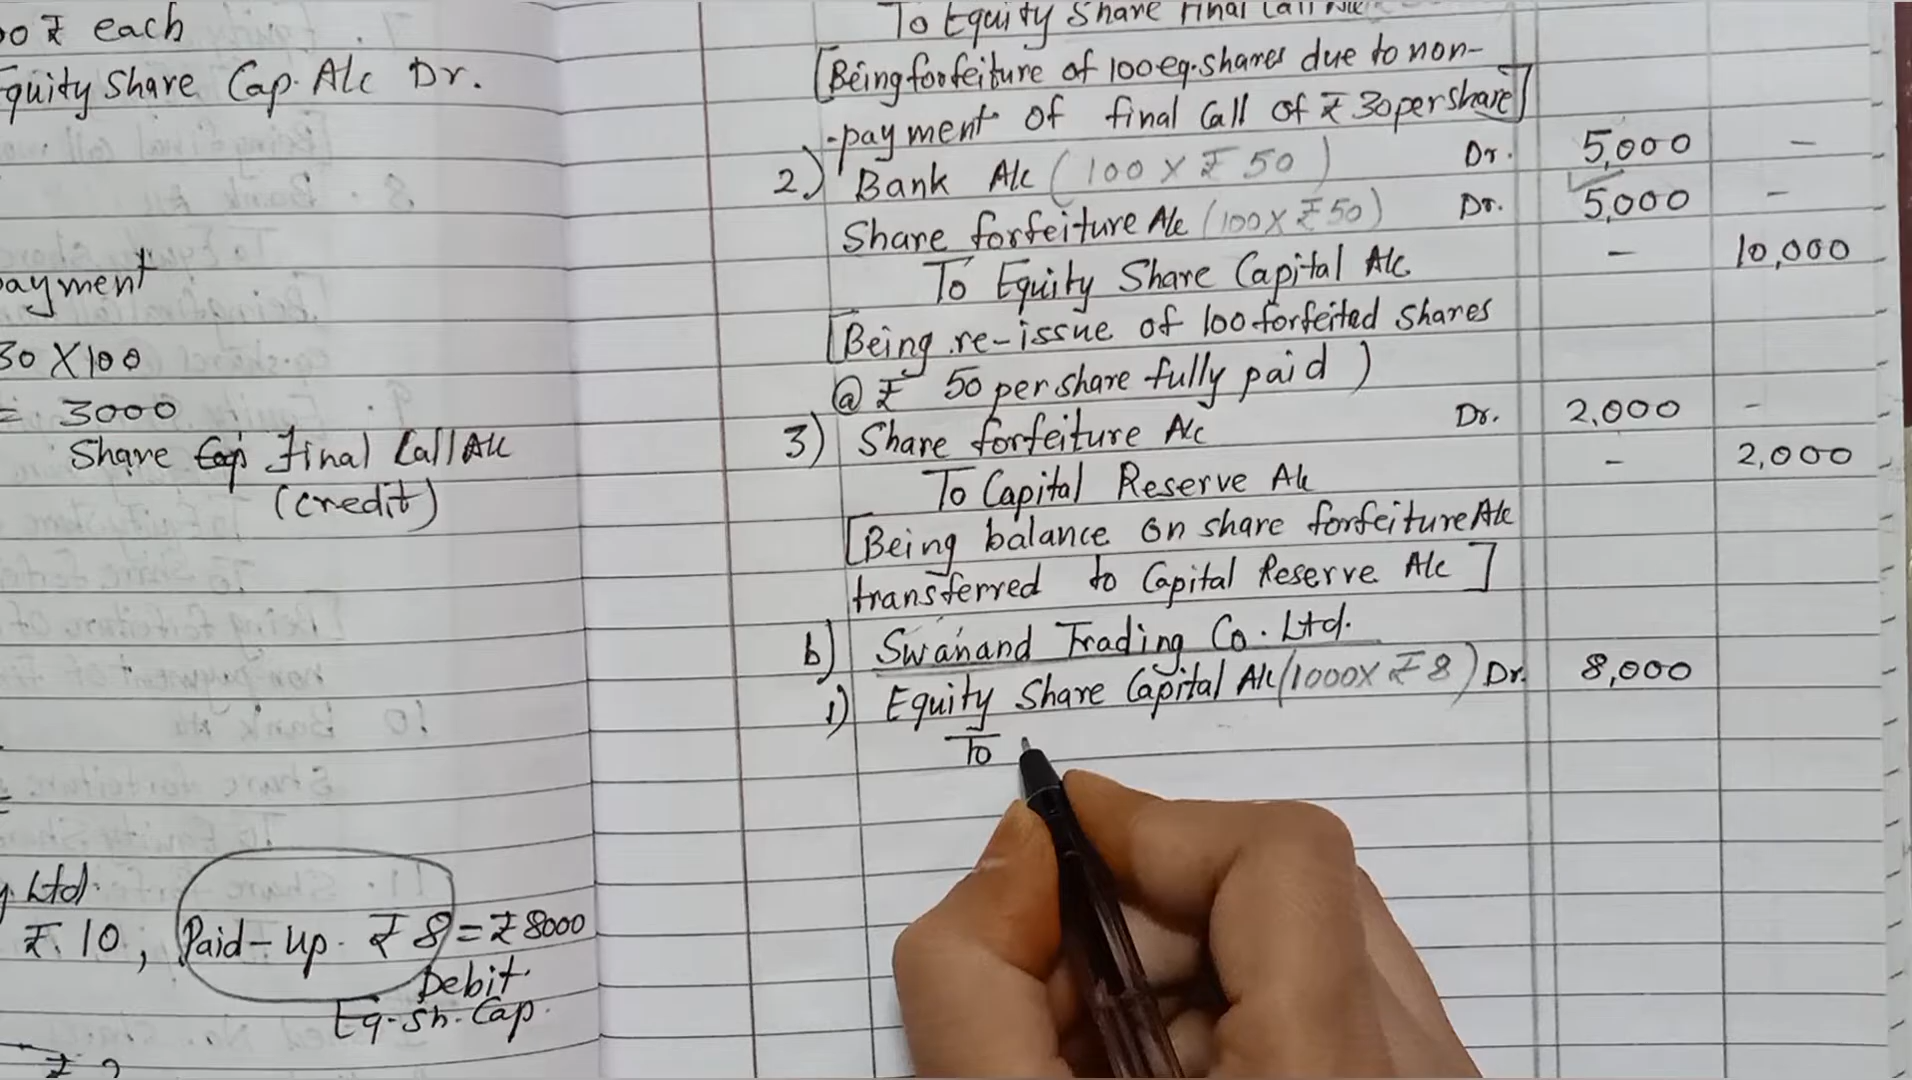 00 ₹ each
Equity Share Cap. A/c Dr.
ayment
30 X 100
= 3000
Share Final Call A/c
(credit)
y Ltd.
₹ 10, Paid-up. ₹ 8 = ₹ 8000
Debit
Eq. Sh. Cap.
To Equity Share Final Call A/c
[Being forfeiture of 100 eq. shares due to non-
-payment of final Call of ₹ 30 per share]
2.) Bank A/c (100 X ₹ 50) Dr. 5,000 -
Share forfeiture A/c (100 X ₹ 50) Dr. 5,000 -
To Equity Share Capital A/c - 10,000
[Being re-issue of 100 forfeited shares
@ ₹ 50 per share fully paid)
3) Share forfeiture A/c Dr. 2,000 -
To Capital Reserve A/c - 2,000
[Being balance on share forfeiture A/c
transferred to Capital Reserve A/c]
b) Swanand Trading Co. Ltd.
1) Equity Share Capital A/c (1000 X ₹ 8) Dr. 8,000
To